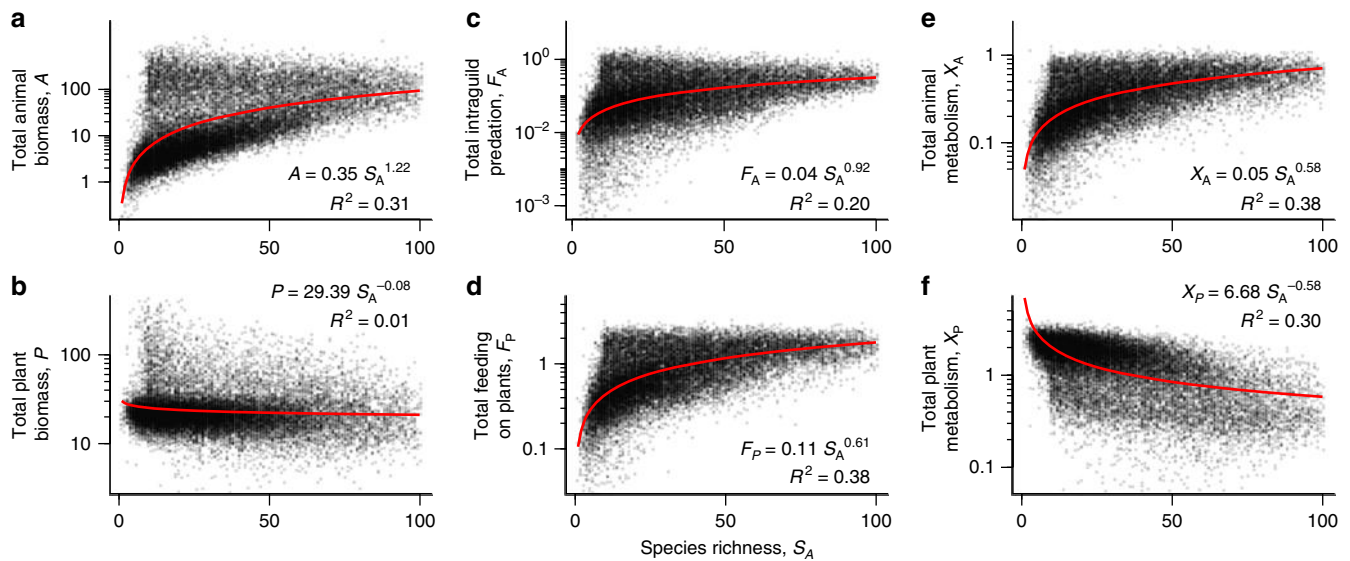 a
Total animal
biomass, A
100
10
1
A = 0.35 S_A^1.22
R² = 0.31
0
50
100
b
Total plant
biomass, P
100
10
P = 29.39 S_A^−0.08
R² = 0.01
0
50
100
c
Total intraguild
predation, F_A
10^0
10^−2
10^−3
F_A = 0.04 S_A^0.92
R² = 0.20
0
50
100
d
Total feeding
on plants, F_P
1
0.1
F_P = 0.11 S_A^0.61
R² = 0.38
0
50
100
Species richness, S_A
e
Total animal
metabolism, X_A
1
0.1
X_A = 0.05 S_A^0.58
R² = 0.38
0
50
100
f
Total plant
metabolism, X_P
1
0.1
X_P = 6.68 S_A^−0.58
R² = 0.30
0
50
100